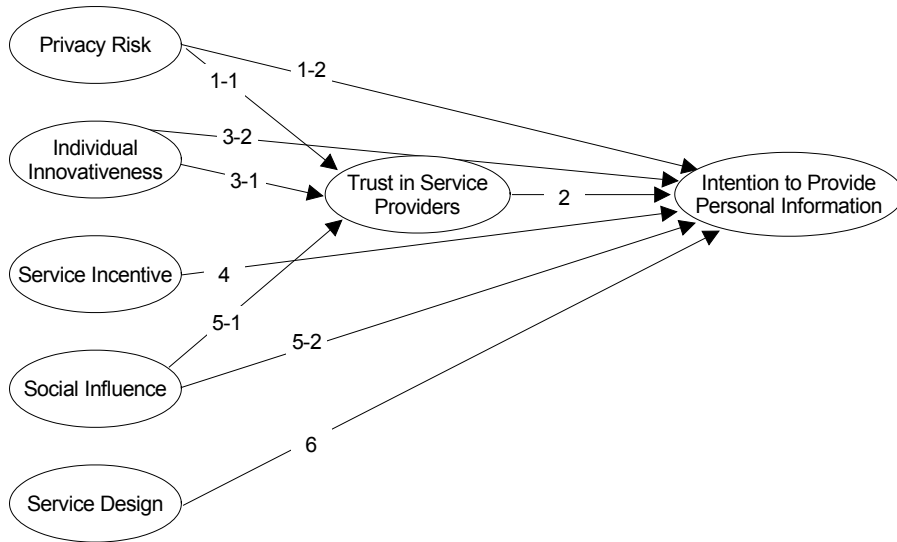 Privacy Risk
1-2
1-1
3-2
Individual
Innovativeness
3-1
Trust in Service
Providers
2
Intention to Provide
Personal Information
Service Incentive
4
5-1
5-2
Social Influence
6
Service Design